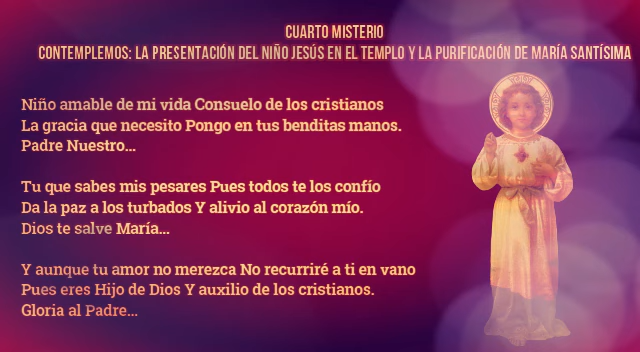 CUARTO MISTERIO
CONTEMPLEMOS: LA PRESENTACIÓN DEL NIÑO JESÚS EN EL TEMPLO Y LA PURIFICACIÓN DE MARÍA SANTÍSIMA
Niño amable de mi vida Consuelo de los cristianos
La gracia que necesito Pongo en tus benditas manos.
Padre Nuestro...
Tu que sabes mis pesares Pues todos te los confío
Da la paz a los turbados Y alivio al corazón mío.
Dios te salve María...
Y aunque tu amor no merezca No recurriré a ti en vano
Pues eres Hijo de Dios Y auxilio de los cristianos.
Gloria al Padre...